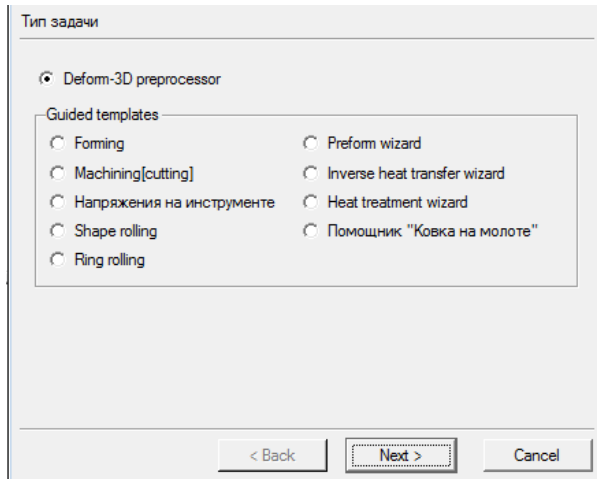 Тип задачи
Deform-3D preprocessor
Guided templates
Forming
Preform wizard
Machining[cutting]
Inverse heat transfer wizard
Напряжения на инструменте
Heat treatment wizard
Shape rolling
Помощник "Ковка на молоте"
Ring rolling
< Back
Next >
Cancel